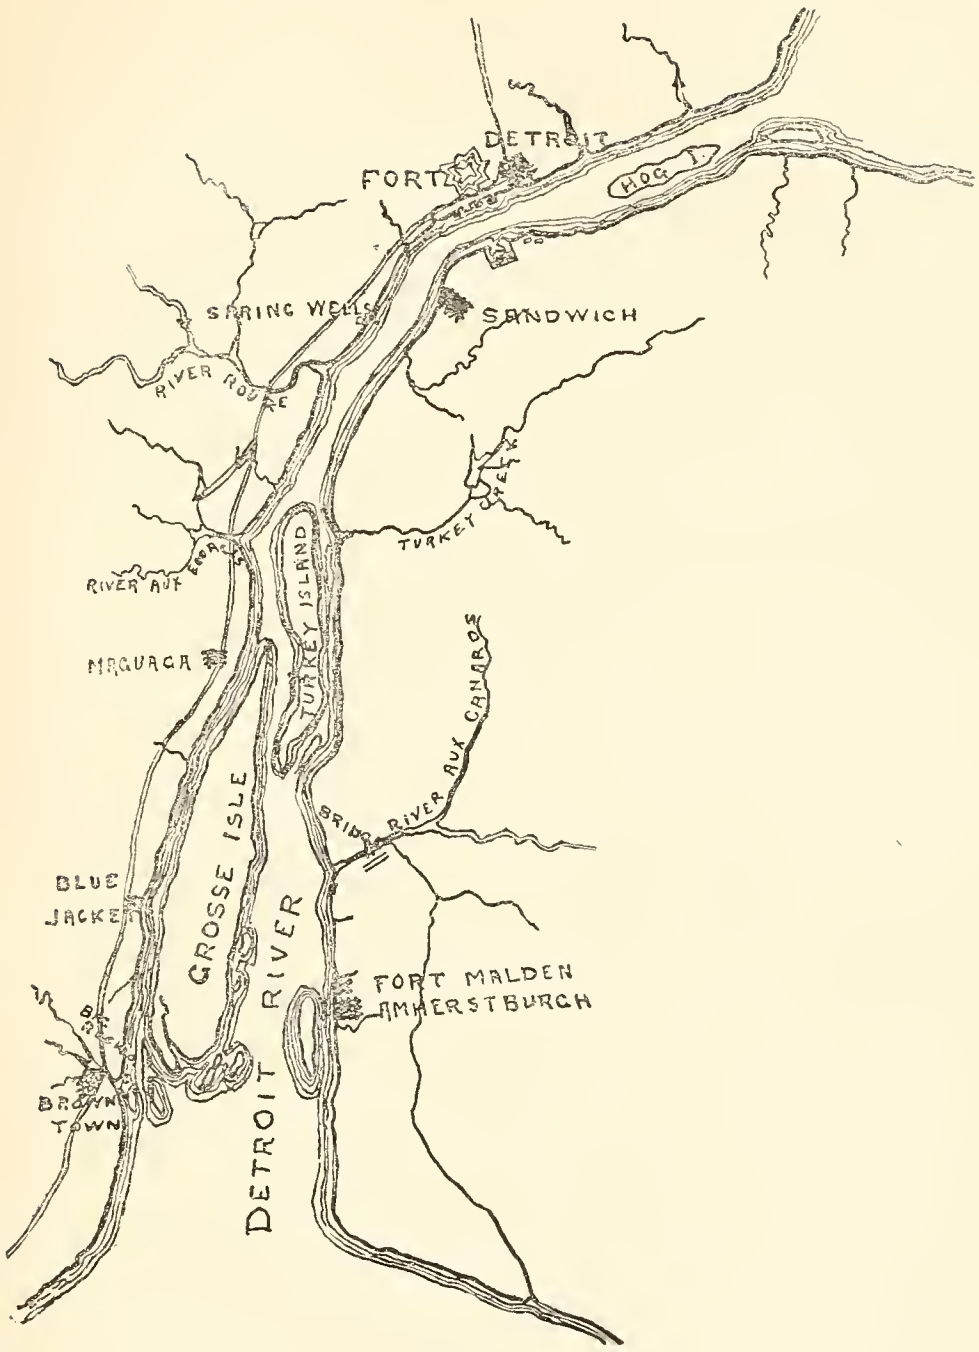 DETROIT
FORT
HOG I.
SPRING WELLS
SANDWICH
RIVER ROUGE
TURKEY CREEK
RIVER AUX
TURKEY ISLAND
MAGUAGA
RIVER AUX CANARDS
GROSSE ISLE
BRIDGE
BLUE
JACKET
FORT MALDEN
AMHERSTBURGH
DETROIT RIVER
BROWN
TOWN